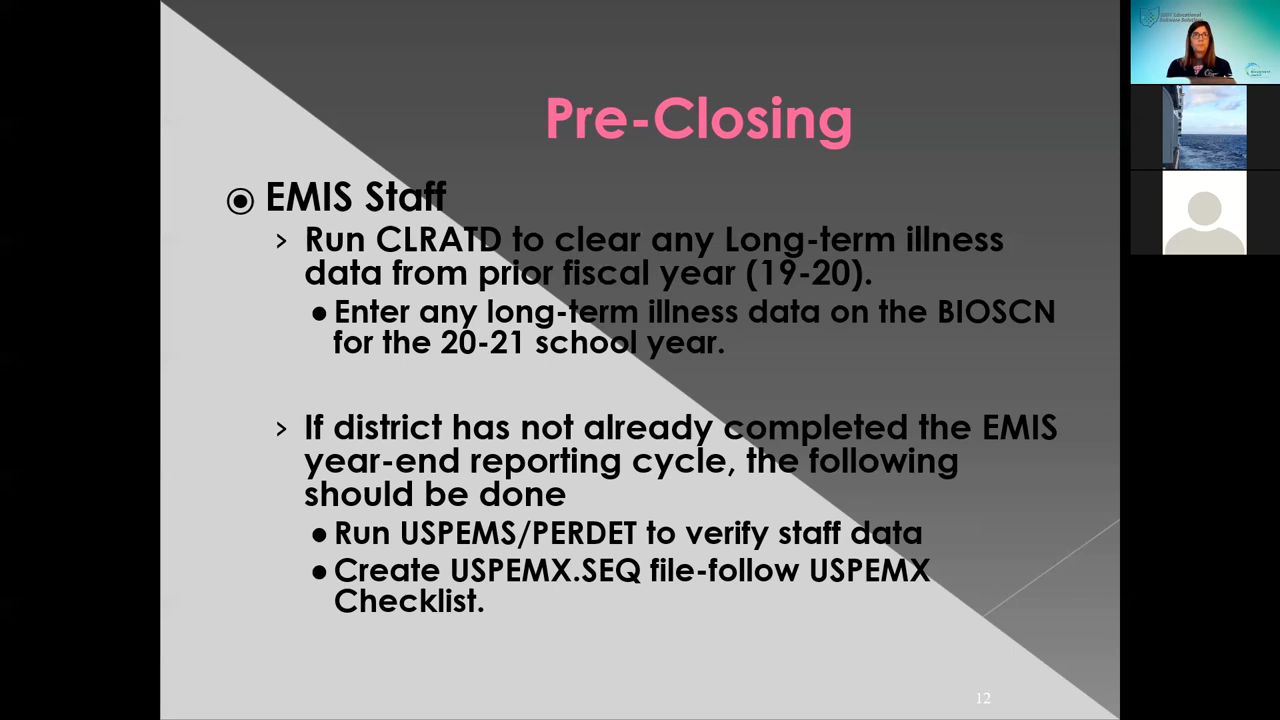 Pre-Closing
EMIS Staff
Run CLRATD to clear any Long-term illness
data from prior fiscal year (19-20).
Enter any long-term illness data on the BIOSCN
for the 20-21 school year.
If district has not already completed the EMIS
year-end reporting cycle, the following
should be done
Run USPEMS/PERDET to verify staff data
Create USPEMX.SEQ file-follow USPEMX
Checklist.
12